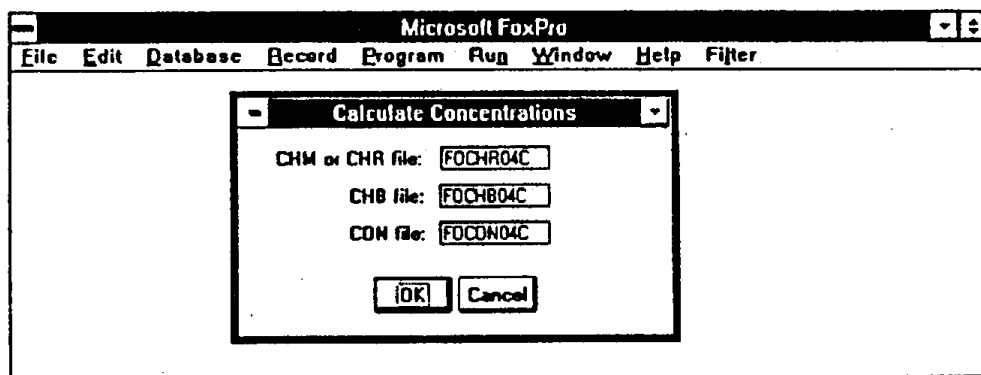 Microsoft FoxPro
File Edit Database Record Program Run Window Help Filter
Calculate Concentrations
CHM or CHR file: FOCHR04C
CHB file: FOCHB04C
CON file: FOCON04C
OK Cancel